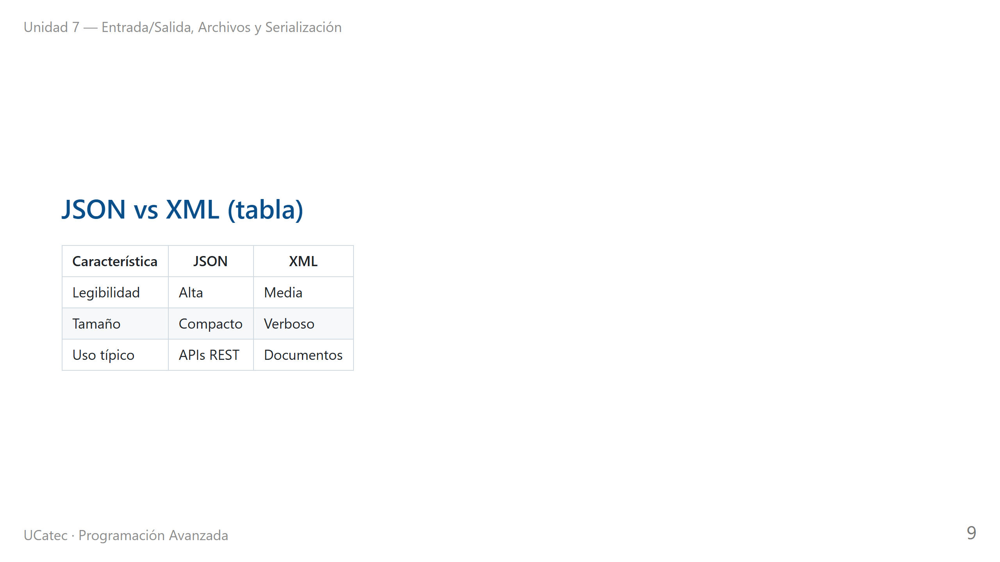 Unidad 7 — Entrada/Salida, Archivos y Serialización
JSON vs XML (tabla)
Característica JSON XML
Legibilidad Alta Media
Tamaño Compacto Verboso
Uso típico APIs REST Documentos
UCatec · Programación Avanzada
9